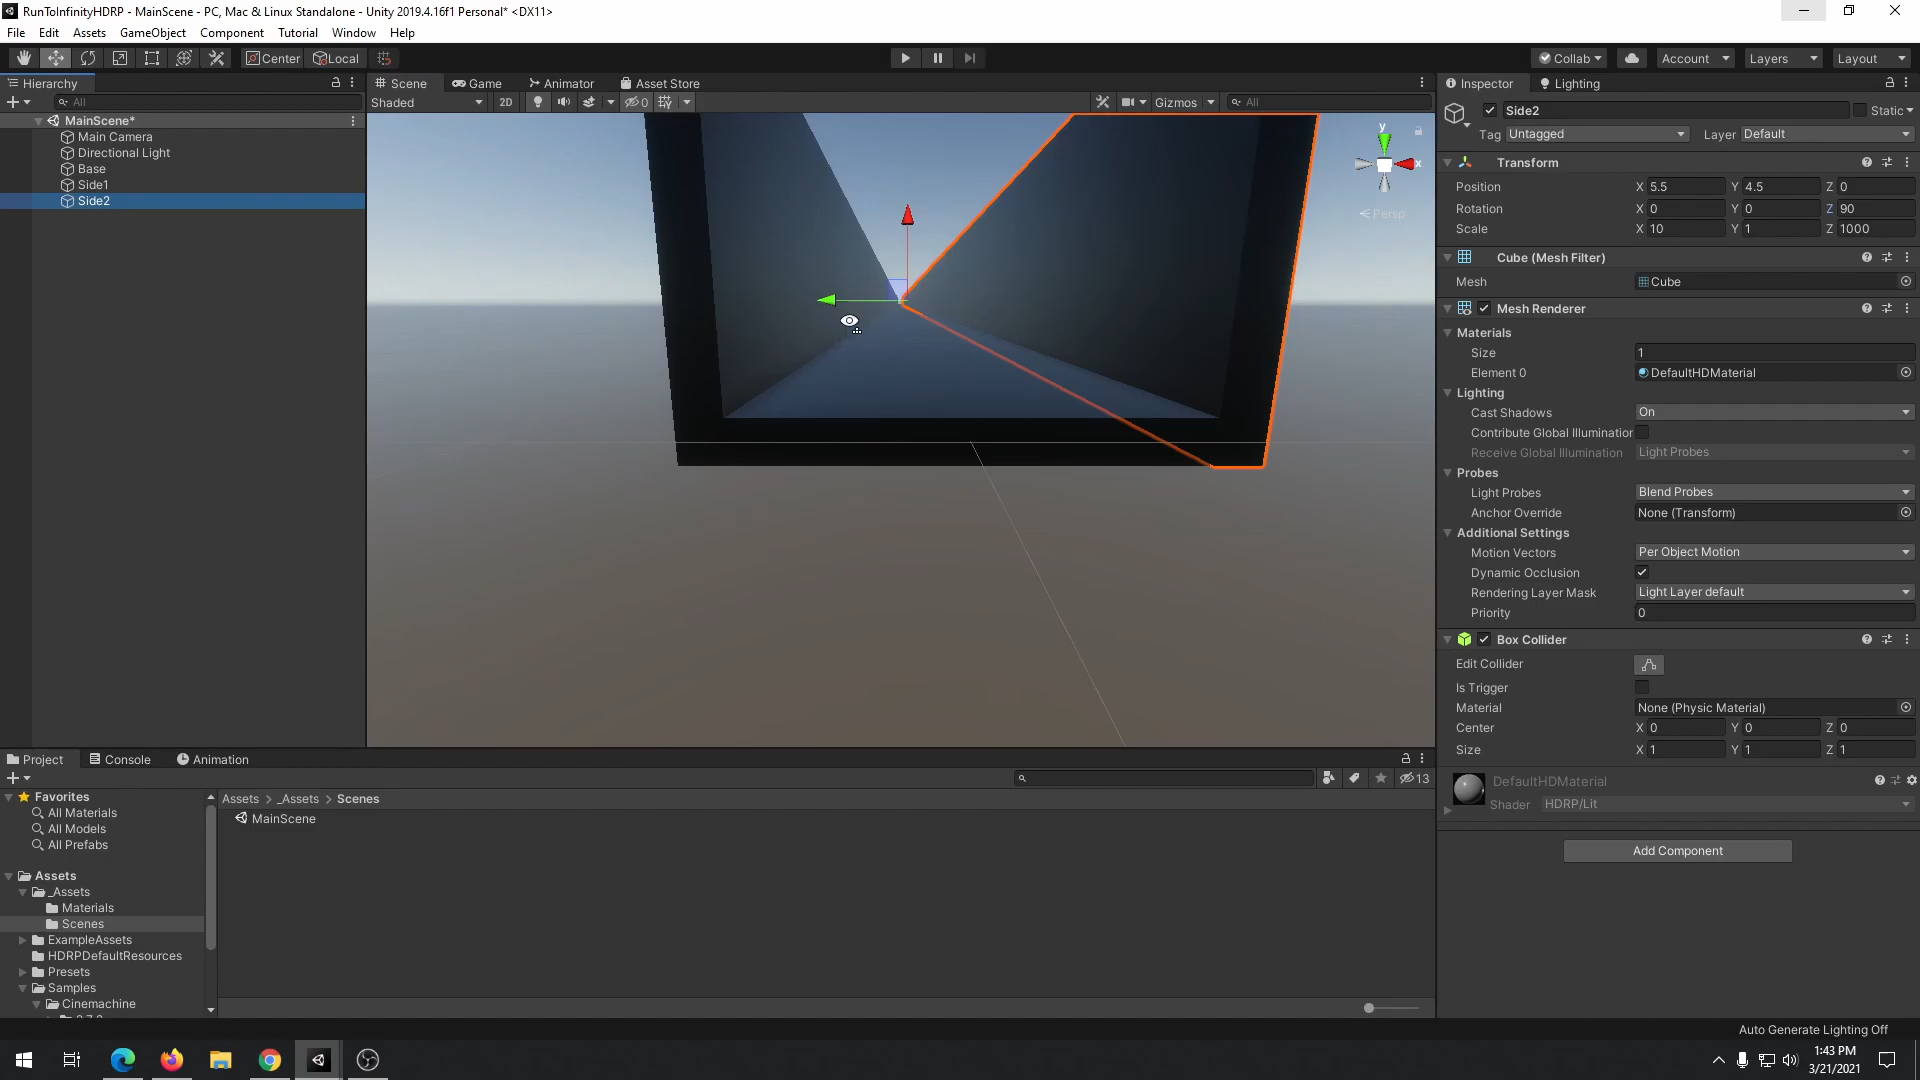 RunToInfinityHDRP - MainScene - PC, Mac & Linux Standalone - Unity 2019.4.16f1 Personal* <DX11>
File Edit Assets GameObject Component Tutorial Window Help
Center Local Collab Account Layers Layout
Hierarchy
All
MainScene*
Main Camera
Directional Light
Base
Side1
Side2
Scene Game Animator Asset Store
Shaded 2D 0 Gizmos All
y
x
Persp
Inspector Lighting
Side2 Static
Tag Untagged Layer Default
Transform
Position X 5.5 Y 4.5 Z 0
Rotation X 0 Y 0 Z 90
Scale X 10 Y 1 Z 1000
Cube (Mesh Filter)
Mesh Cube
Mesh Renderer
Materials
Size 1
Element 0 DefaultHDMaterial
Lighting
Cast Shadows On
Contribute Global Illumination
Receive Global Illumination Light Probes
Probes
Light Probes Blend Probes
Anchor Override None (Transform)
Additional Settings
Motion Vectors Per Object Motion
Dynamic Occlusion
Rendering Layer Mask Light Layer default
Priority 0
Box Collider
Edit Collider
Is Trigger
Material None (Physic Material)
Center X 0 Y 0 Z 0
Size X 1 Y 1 Z 1
DefaultHDMaterial
Shader HDRP/Lit
Add Component
Project Console Animation
13
Favorites
All Materials
All Models
All Prefabs
Assets
_Assets
Materials
Scenes
ExampleAssets
HDRPDefaultResources
Presets
Samples
Cinemachine
Assets > _Assets > Scenes
MainScene
Auto Generate Lighting Off
1:43 PM
3/21/2021